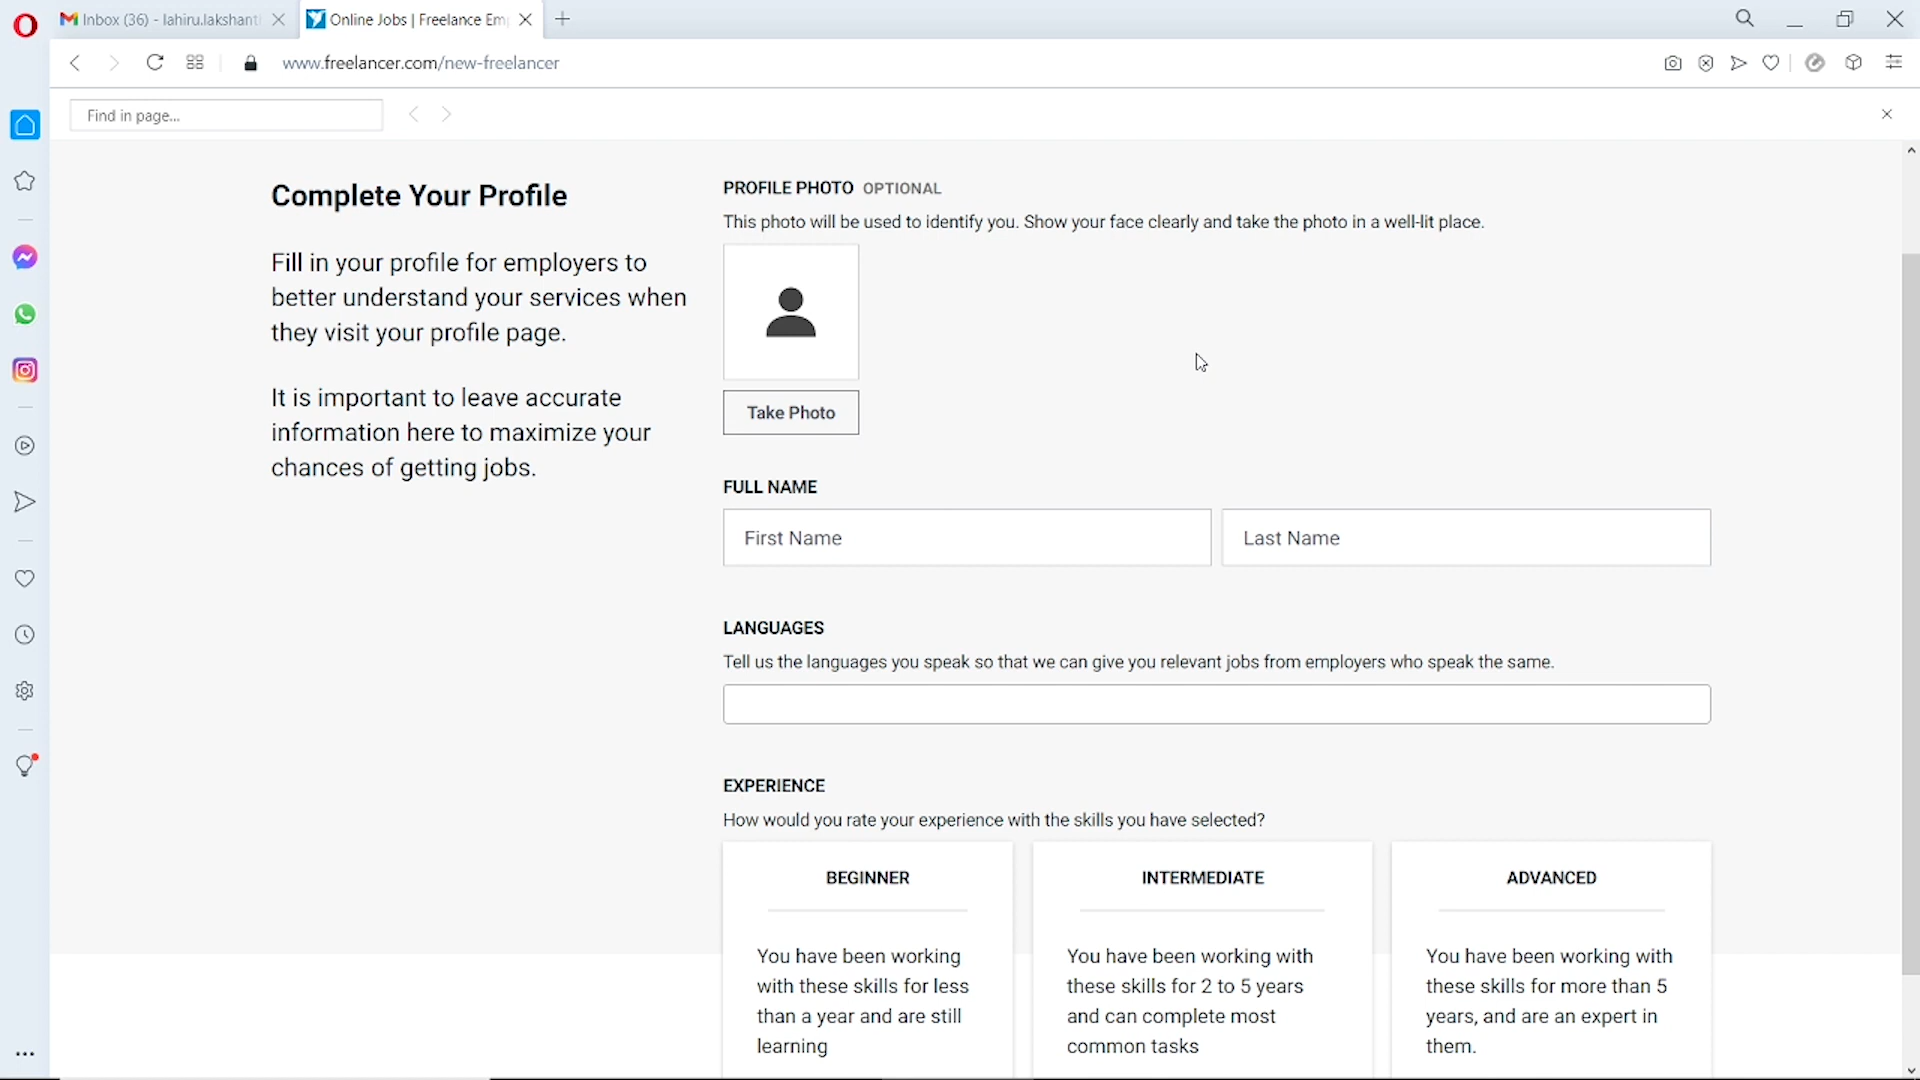 Inbox (36) - lahiru.lakshant
Online Jobs | Freelance Em
www.freelancer.com/new-freelancer
Find in page...
Complete Your Profile
Fill in your profile for employers to
better understand your services when
they visit your profile page.
It is important to leave accurate
information here to maximize your
chances of getting jobs.
PROFILE PHOTO OPTIONAL
This photo will be used to identify you. Show your face clearly and take the photo in a well-lit place.
Take Photo
FULL NAME
First Name
Last Name
LANGUAGES
Tell us the languages you speak so that we can give you relevant jobs from employers who speak the same.
EXPERIENCE
How would you rate your experience with the skills you have selected?
BEGINNER
You have been working
with these skills for less
than a year and are still
learning
INTERMEDIATE
You have been working with
these skills for 2 to 5 years
and can complete most
common tasks
ADVANCED
You have been working with
these skills for more than 5
years, and are an expert in
them.